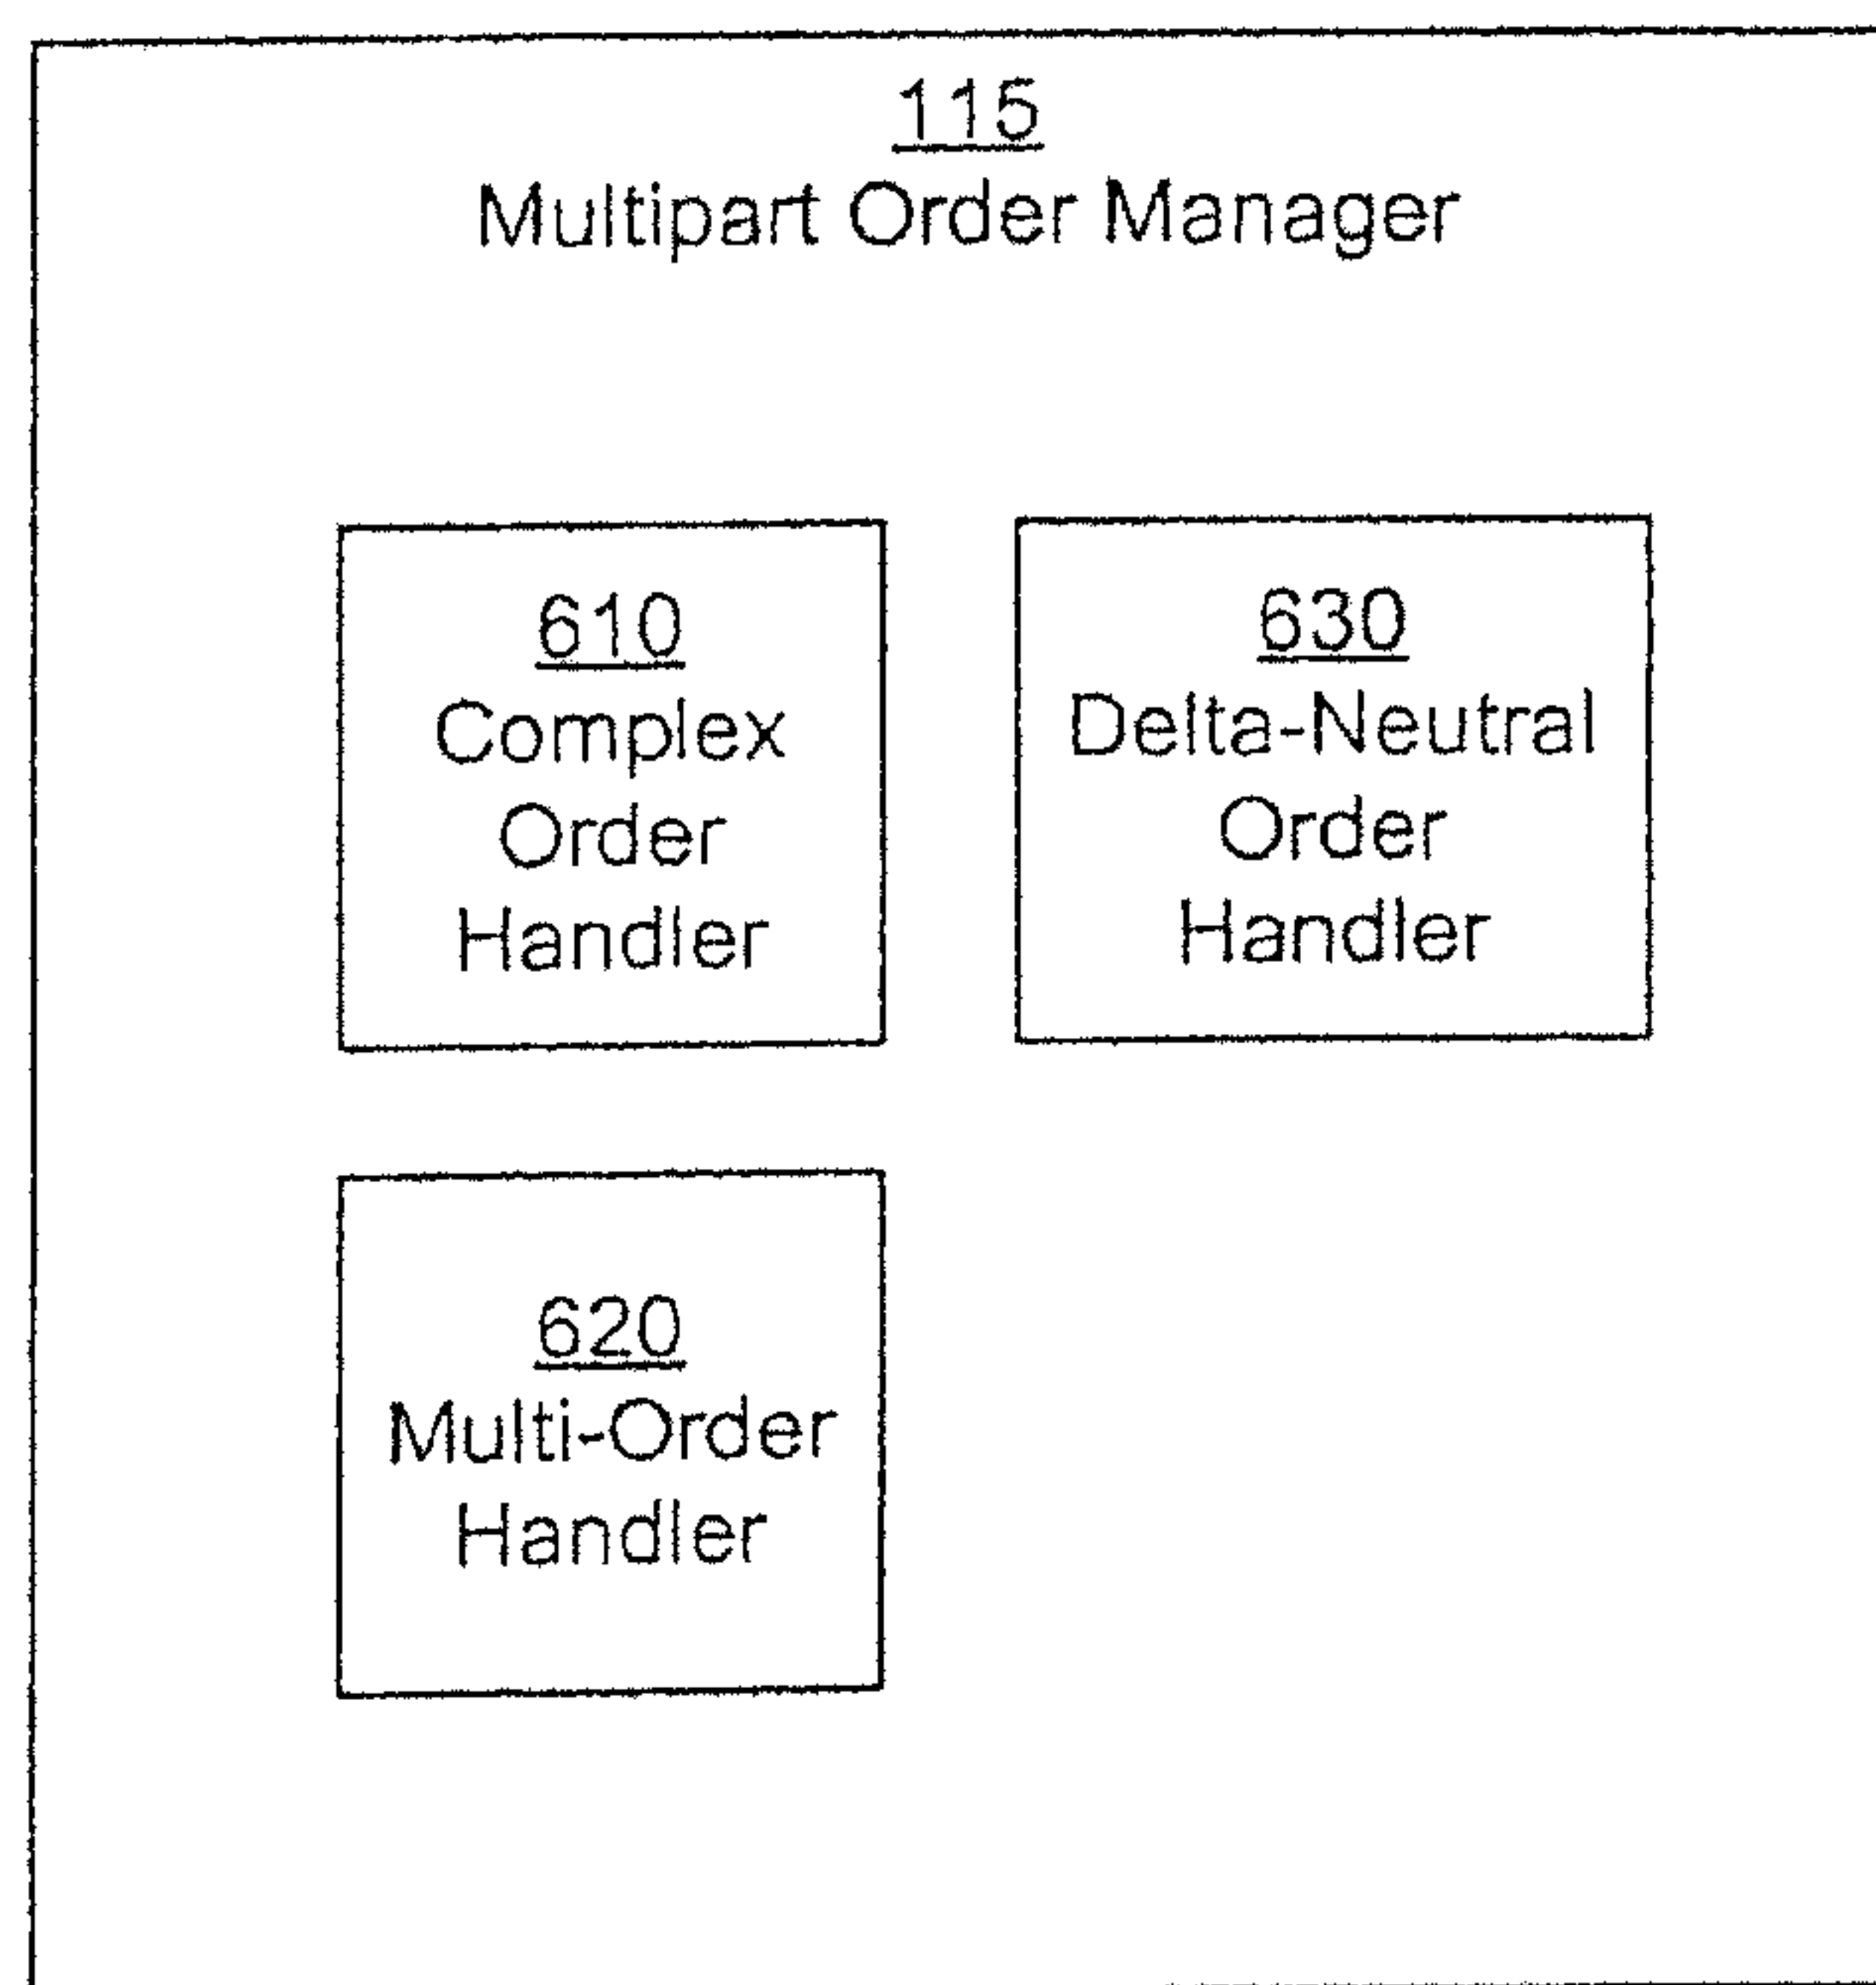 115
Multipart Order Manager
610
Complex
Order
Handler
630
Delta-Neutral
Order
Handler
620
Multi-Order
Handler